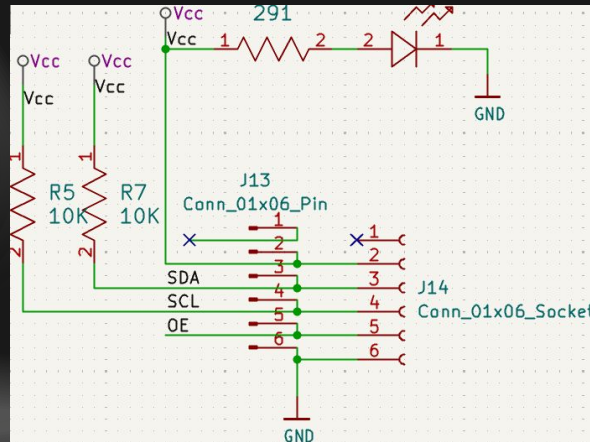 Vcc
291
Vcc
1
2
2
1
Vcc
Vcc
Vcc
Vcc
GND
1
1
R5
10K
R7
10K
2
2
J13
Conn_01x06_Pin
1
2
3
4
5
6
1
2
3
4
5
6
J14
Conn_01x06_Socket
SDA
SCL
OE
GND